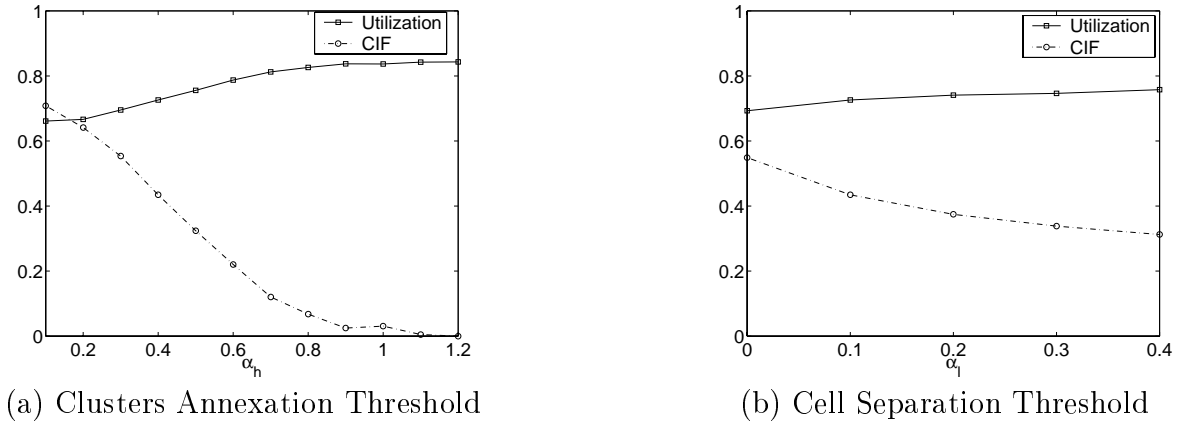 1
0.8
0.6
0.4
0.2
0
Utilization
CIF
0.2 0.4 0.6 0.8 1 1.2
αh
(a) Clusters Annexation Threshold
1
0.8
0.6
0.4
0.2
0
Utilization
CIF
0 0.1 0.2 0.3 0.4
αl
(b) Cell Separation Threshold